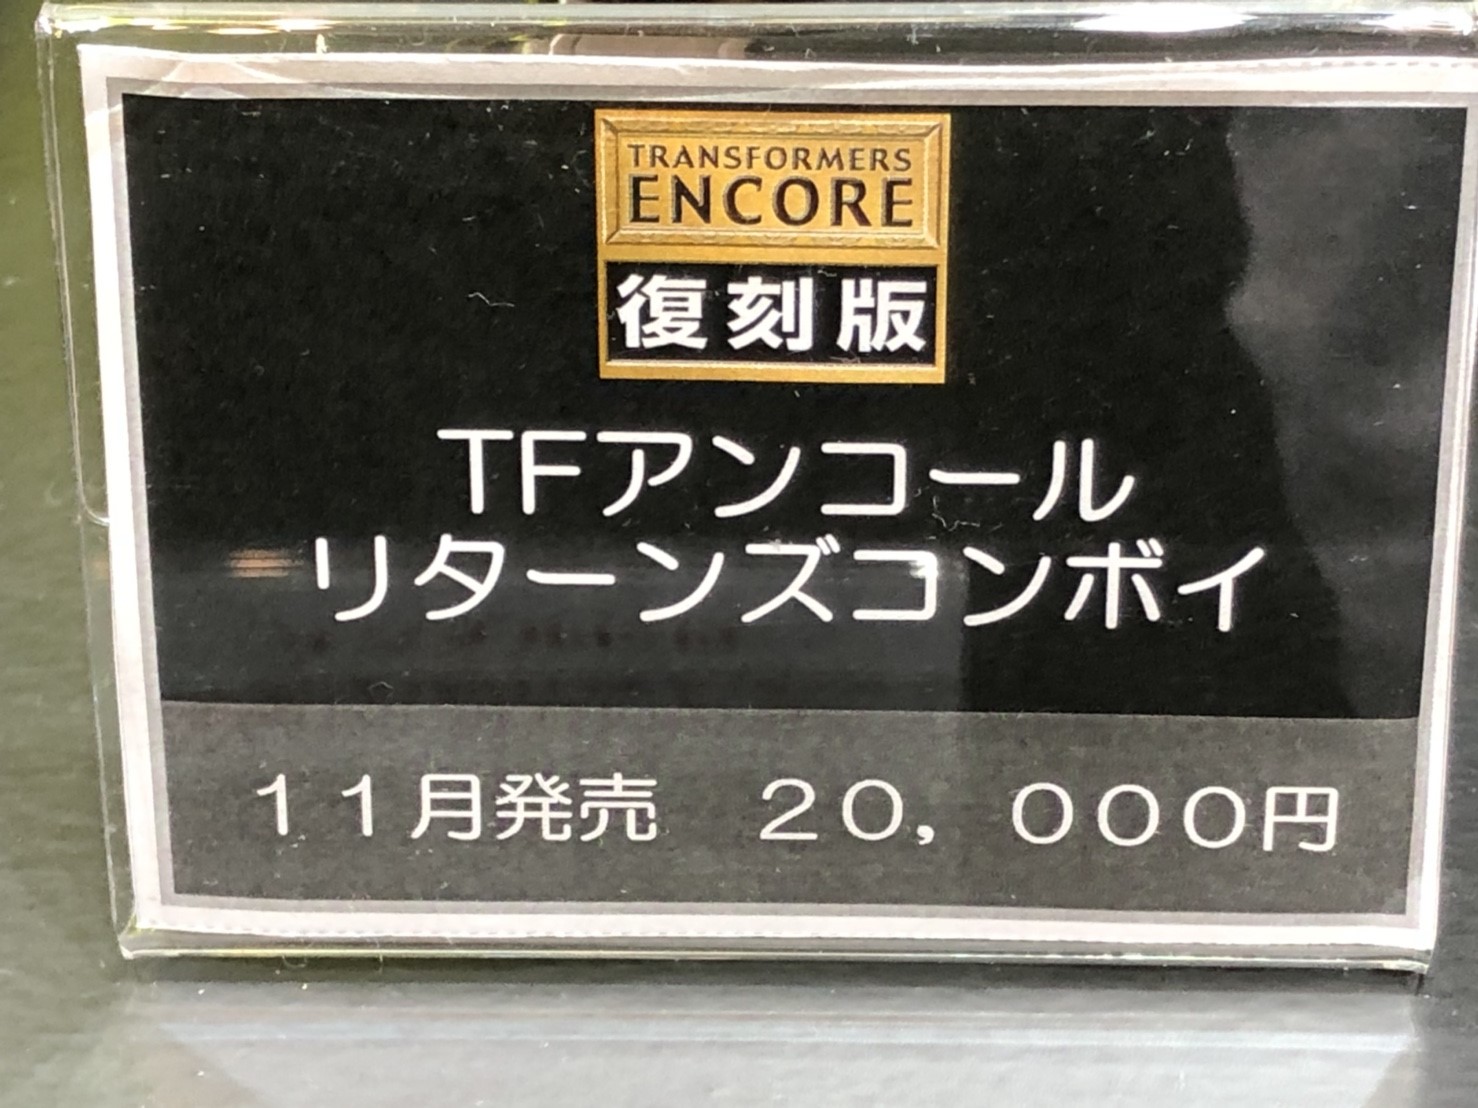 TRANSFORMERS
ENCORE
復刻版
TFアンコール
リターンズコンボイ
１１月発売　２０，０００円